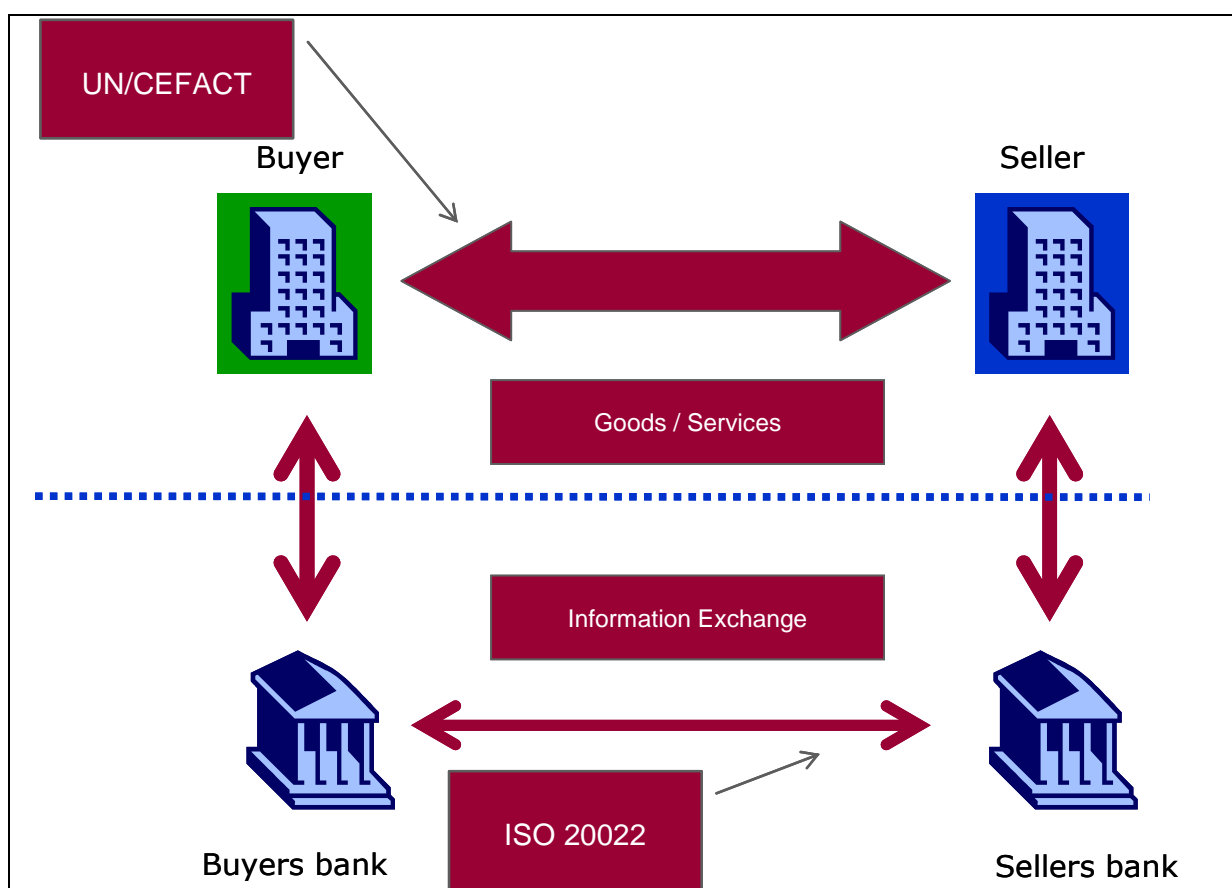 UN/CEFACT
Buyer
Seller
Goods / Services
Information Exchange
ISO 20022
Buyers bank
Sellers bank